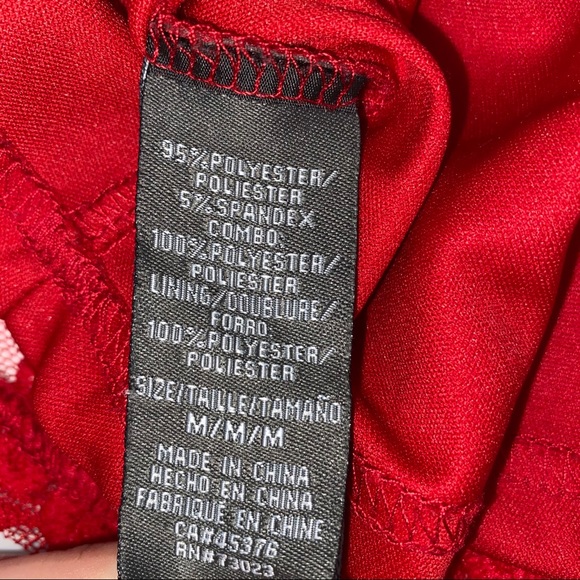 95%POLYESTER/
POLIESTER
5%SPANDEX
COMBO:
100%POLYESTER/
POLIESTER
LINING/DOUBLURE/
FORRO:
100%POLYESTER/
POLIESTER
SIZE/TAILLE/TAMAÑO
M/M/M
MADE IN CHINA
HECHO EN CHINA
FABRIQUE EN CHINE
CA#45376
RN#73023